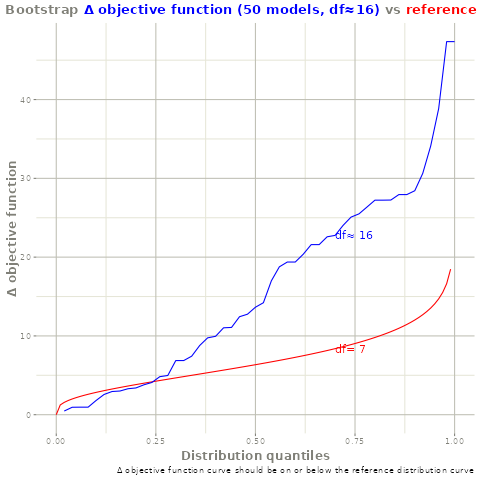 Bootstrap Δ objective function (50 models, df≈16) vs reference
Δ objective function
40
30
20
10
0
df≈ 16
df= 7
0.00 0.25 0.50 0.75 1.00
Distribution quantiles
Δ objective function curve should be on or below the reference distribution curve